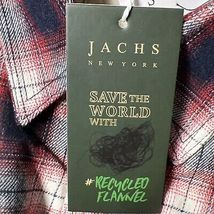 JACHS
NEW YORK
SAVE THE
WORLD
WITH
#RECYCLED
FLANNEL